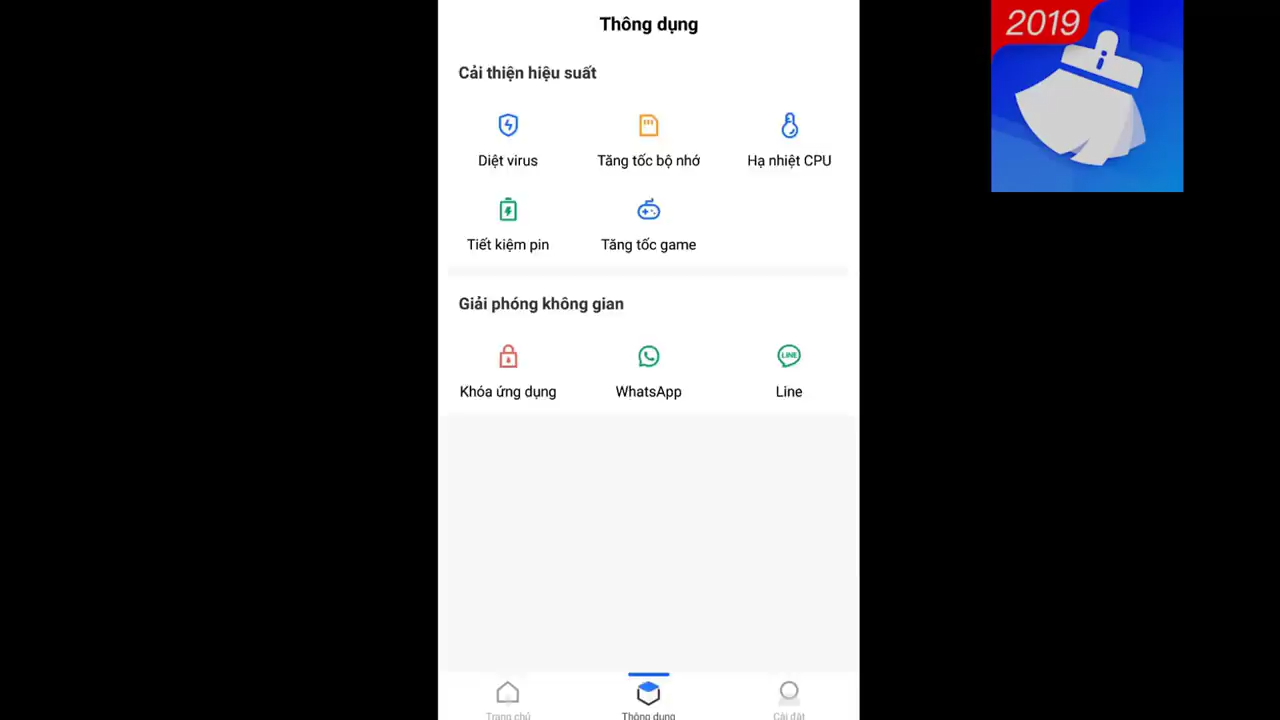 Thông dụng
2019
Cải thiện hiệu suất
Diệt virus
Tăng tốc bộ nhớ
Hạ nhiệt CPU
Tiết kiệm pin
Tăng tốc game
Giải phóng không gian
LINE
Khóa ứng dụng
WhatsApp
Line
Trang chủ
Thông dụng
Cài đặt